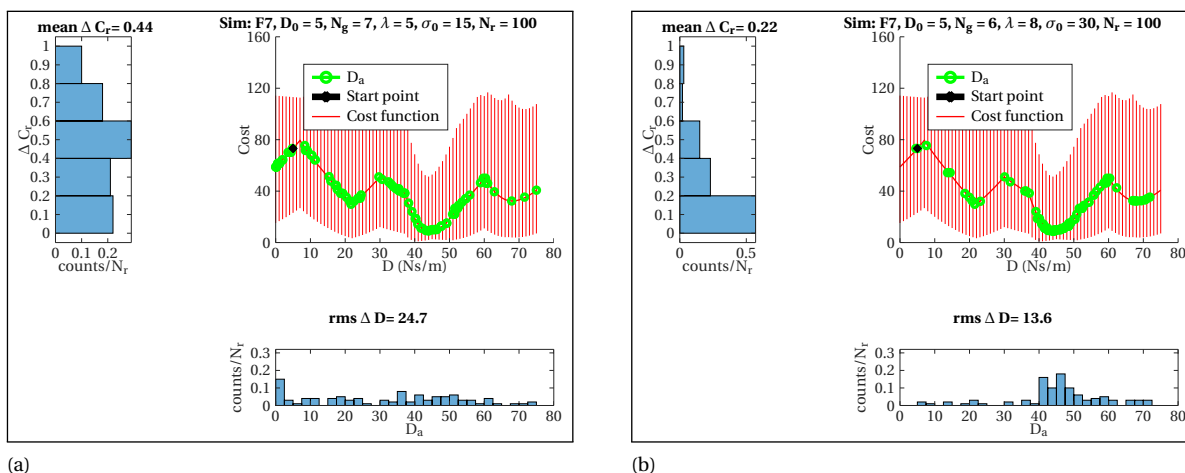 mean Δ C_r= 0.44
Sim: F7, D_0 = 5, N_g = 7, λ = 5, σ_0 = 15, N_r = 100
1
0.9
0.8
0.7
0.6
0.5
0.4
0.3
0.2
0.1
0
Δ C_r
0
0.2
counts/N_r
160
120
80
40
0
Cost
D_a
Start point
Cost function
0 10 20 30 40 50 60 70 80
D (Ns/m)
rms Δ D= 24.7
0.3
0.2
0.1
0
counts/N_r
0 10 20 30 40 50 60 70 80
D_a
(a)
mean Δ C_r= 0.22
Sim: F7, D_0 = 5, N_g = 6, λ = 8, σ_0 = 30, N_r = 100
1
0.9
0.8
0.7
0.6
0.5
0.4
0.3
0.2
0.1
0
Δ C_r
0
0.5
counts/N_r
160
120
80
40
0
Cost
D_a
Start point
Cost function
0 10 20 30 40 50 60 70 80
D (Ns/m)
rms Δ D= 13.6
0.3
0.2
0.1
0
counts/N_r
0 10 20 30 40 50 60 70 80
D_a
(b)